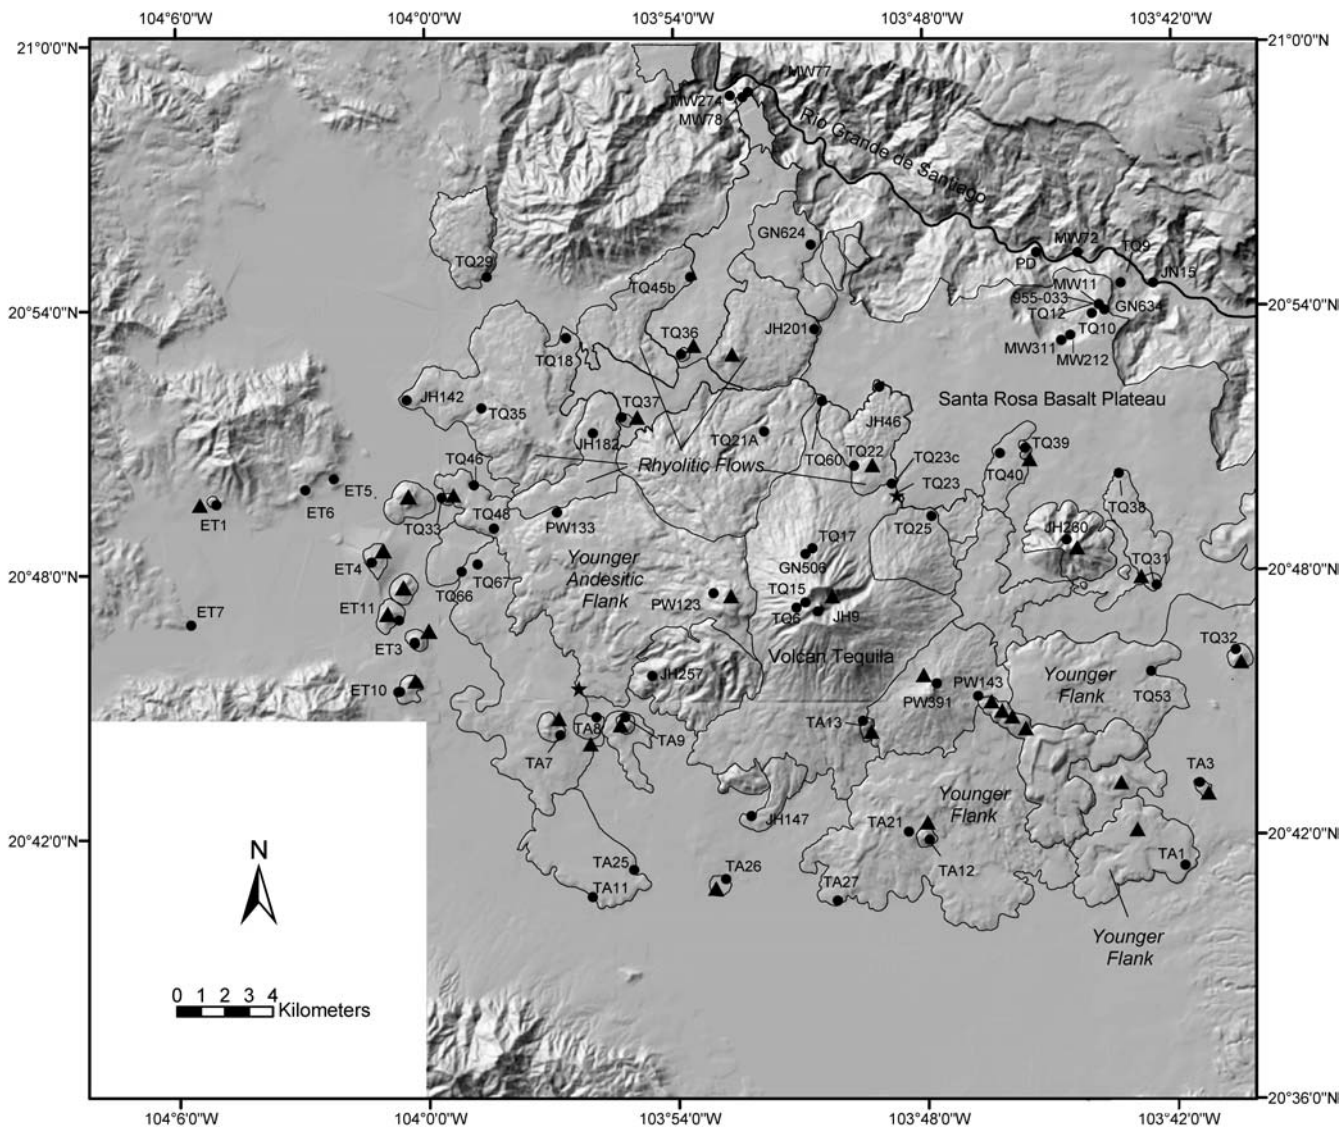 104°6'0"W
104°0'0"W
103°54'0"W
103°48'0"W
103°42'0"W
21°0'0"N
21°0'0"N
MW77
MW274
MW78
Rio Grande de Santiago
GN624
MW72
TQ9
PD
JN15
TQ29
TQ45b
MW11
955-033
GN634
20°54'0"N
20°54'0"N
TQ12
TQ10
JH201
TQ36
TQ18
MW311
MW212
JH142
TQ35
TQ37
Santa Rosa Basalt Plateau
JH46
JH182
TQ21A
TQ39
TQ46
Rhyolitic Flows
TQ60
TQ22
TQ23c
TQ40
TQ23
ET5
ET6
ET1
TQ33
TQ48
PW133
TQ25
TQ38
JH260
TQ17
GN506
ET4
Younger
Andesitic
Flank
TQ31
20°48'0"N
20°48'0"N
TQ67
TQ66
TQ15
PW123
ET11
ET7
TQ6
JH9
TQ32
ET3
Volcan Tequila
JH257
Younger
Flank
ET10
PW391
PW143
TQ53
TA13
TA8
TA9
TA7
TA3
Younger
Flank
JH147
TA21
20°42'0"N
20°42'0"N
TA25
TA26
TA12
TA1
TA11
TA27
N
Younger
Flank
0 1 2 3 4
Kilometers
20°36'0"N
104°6'0"W
104°0'0"W
103°54'0"W
103°48'0"W
103°42'0"W